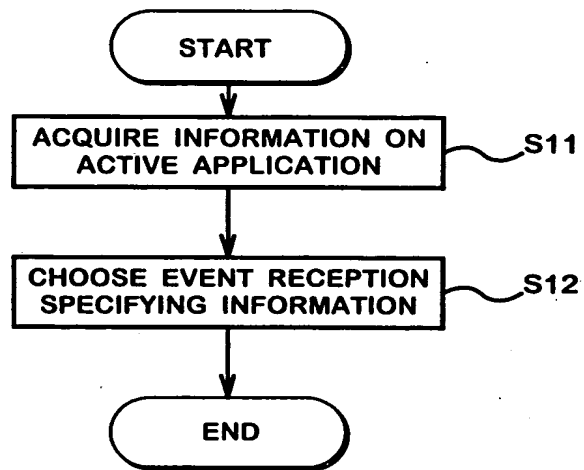 START
ACQUIRE INFORMATION ON
ACTIVE APPLICATION
S11
CHOOSE EVENT RECEPTION
SPECIFYING INFORMATION
S12
END